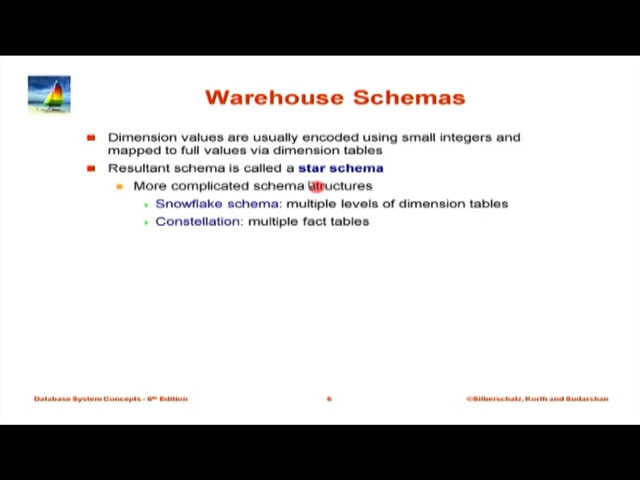 Warehouse Schemas
Dimension values are usually encoded using small integers and
mapped to full values via dimension tables
Resultant schema is called a star schema
More complicated schema structures
Snowflake schema: multiple levels of dimension tables
Constellation: multiple fact tables
Database System Concepts - 6th Edition
6
©Silberschatz, Korth and Sudarshan